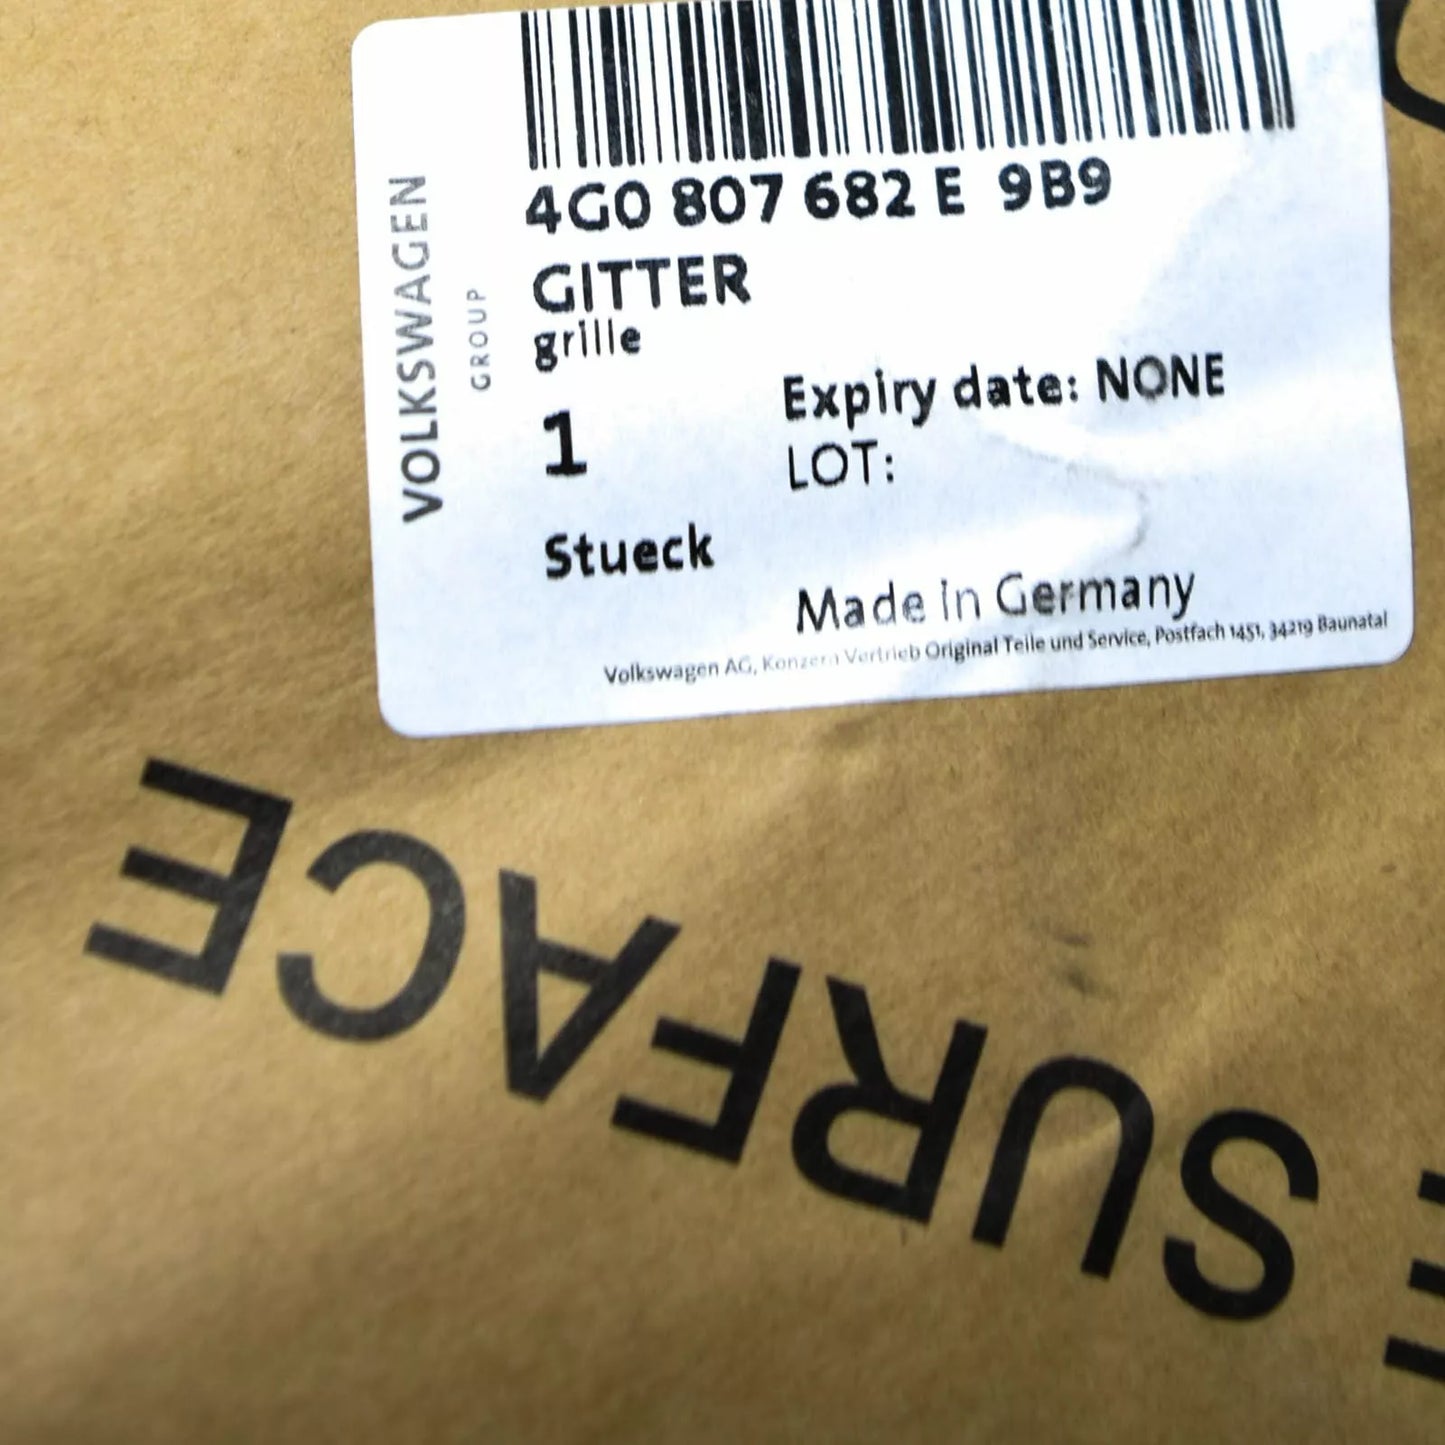 VOLKSWAGEN
GROUP
4G0 807 682 E 9B9
GITTER
grille
1
Expiry date: NONE
LOT:
Stueck
Made in Germany
Volkswagen AG, Konzern Vertrieb Original Teile und Service, Postfach 1451, 34219 Baunatal
SURFACE